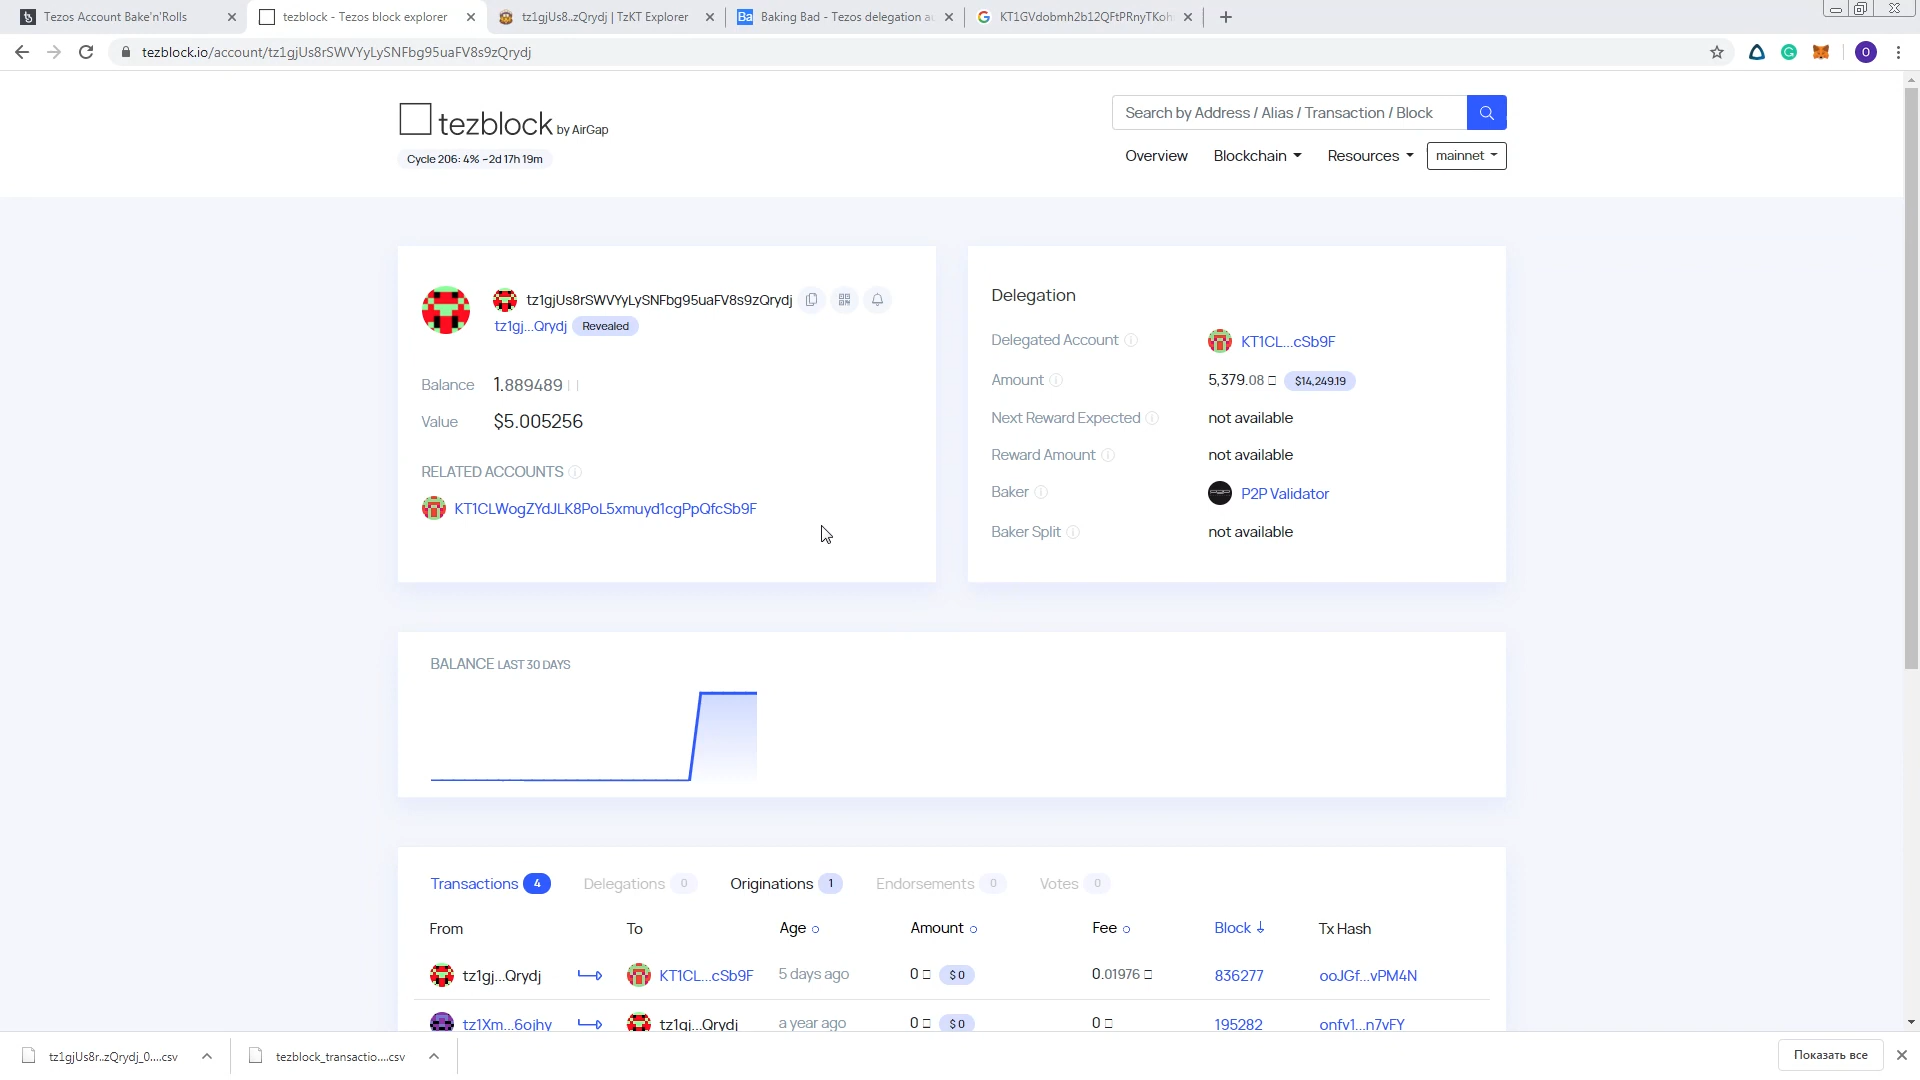 Tezos Account Bake'n'Rolls
tezblock - Tezos block explorer
tz1gjUs8..zQrydj | TzKT Explorer
Ba Baking Bad - Tezos delegation au
G KT1GVdobmh2b12QFtPRnyTKoh
tezblock.io/account/tz1gjUs8rSWVYyLySNFbg95uaFV8s9zQrydj
O
tezblock by AirGap
Search by Address / Alias / Transaction / Block
Cycle 206: 4% ~2d 17h 19m
Overview Blockchain Resources mainnet
tz1gjUs8rSWVYyLySNFbg95uaFV8s9zQrydj
tz1gj...Qrydj Revealed
Balance 1.889489
Value $5.005256
RELATED ACCOUNTS
KT1CLWogZYdJLK8PoL5xmuyd1cgPpQfcSb9F
Delegation
Delegated Account KT1CL...cSb9F
Amount 5,379.08 $14,249.19
Next Reward Expected not available
Reward Amount not available
Baker P2P Validator
Baker Split not available
BALANCE LAST 30 DAYS
Transactions 4 Delegations 0 Originations 1 Endorsements 0 Votes 0
From To Age Amount Fee Block Tx Hash
tz1gj...Qrydj KT1CL...cSb9F 5 days ago 0 $0 0.01976 836277 ooJGf...vPM4N
tz1Xm...6ojhy tz1gj...Qrydj a year ago 0 $0 0 195282 onfv1...n7vFY
tz1gjUs8r..zQrydj_0....csv tezblock_transactio....csv Показать все